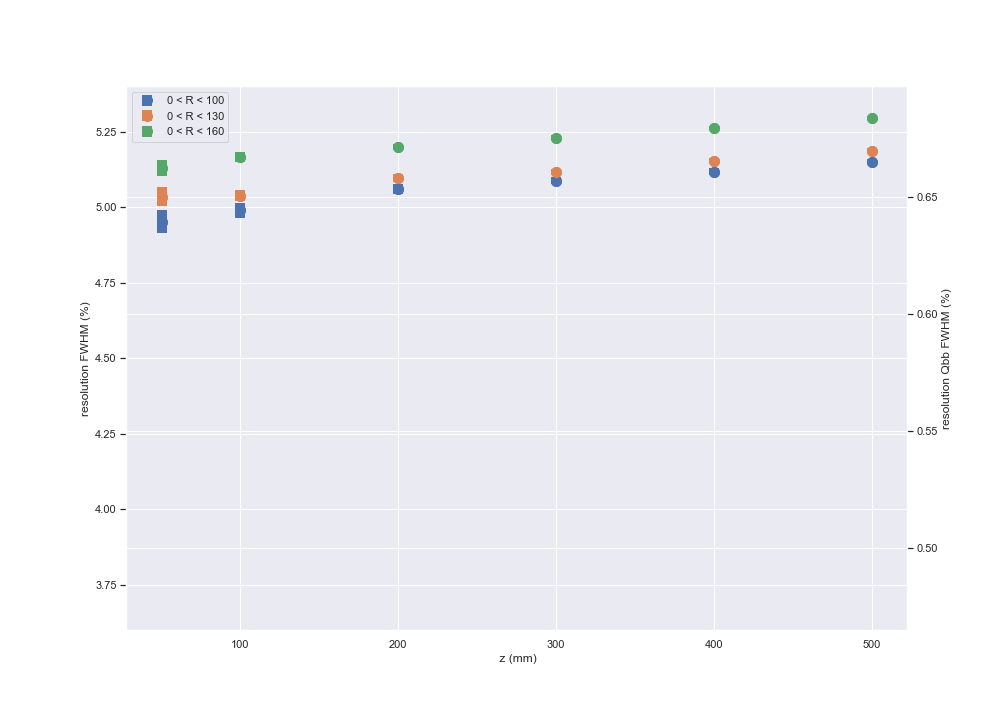 0 < R < 100
0 < R < 130
0 < R < 160
5.25
5.00
4.75
4.50
4.25
4.00
3.75
resolution FWHM (%)
0.65
0.60
0.55
0.50
resolution Qbb FWHM (%)
100
200
300
400
500
z (mm)